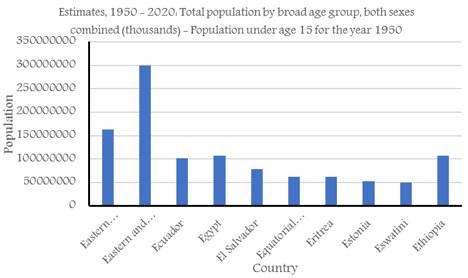 Estimates, 1950 - 2020: Total population by broad age group, both sexes
combined (thousands) - Population under age 15 for the year 1950
350000000
300000000
250000000
200000000
150000000
100000000
50000000
0
Population
Eastern...
Eastern and...
Ecuador
Egypt
El Salvador
Equatorial...
Eritrea
Estonia
Eswatini
Ethiopia
Country